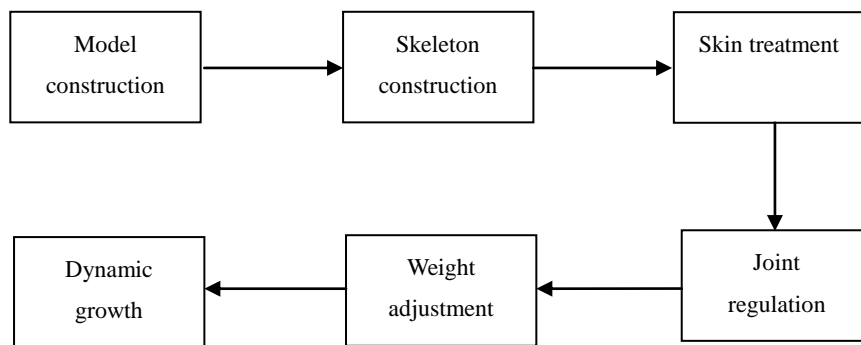 Model
construction
Skeleton
construction
Skin treatment
Joint
regulation
Weight
adjustment
Dynamic
growth